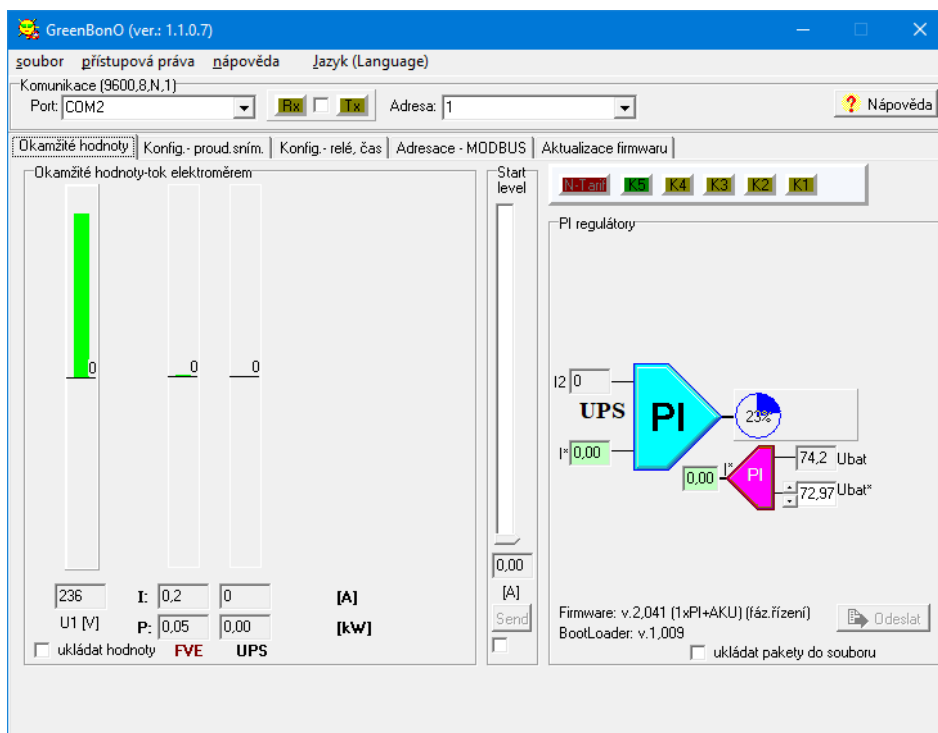 GreenBonO (ver.: 1.1.0.7)
soubor přístupová práva nápověda Jazyk (Language)
Komunikace (9600,8,N,1)
Port: COM2 Rx Tx Adresa: 1 ? Nápověda
Okamžité hodnoty Konfig.- proud.sním. Konfig.- relé, čas Adresace - MODBUS Aktualizace firmwaru
Okamžité hodnoty-tok elektroměrem
Start
level
N-Tarif K5 K4 K3 K2 K1
PI regulátory
0 0 0
I2 0
UPS PI 23%
I* 0,00
0,00 I* PI 74,2 Ubat
72,97 Ubat*
0,00
[A]
Send
236 I: 0,2 0 [A]
U1 [V] P: 0,05 0,00 [kW]
ukládat hodnoty FVE UPS
Firmware: v.2,041 (1xPI+AKU) (fáz.řízení)
BootLoader: v.1,009
Odeslat
ukládat pakety do souboru